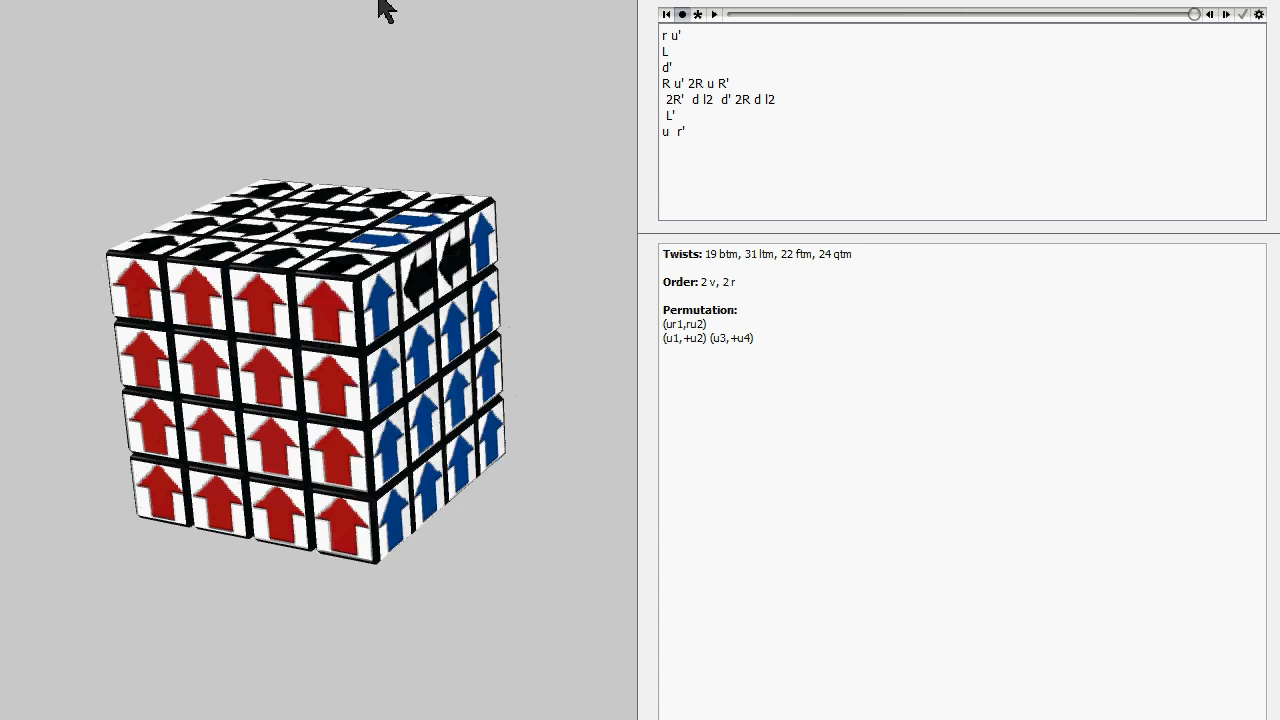 r u'
L
d'
R u' 2R u R'
2R' d l2 d' 2R d l2
L'
u r'
Twists: 19 btm, 31 ltm, 22 ftm, 24 qtm
Order: 2 v, 2 r
Permutation:
(ur1,ru2)
(u1,+u2) (u3,+u4)